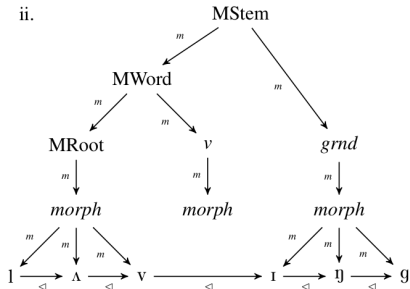 ii. MStem
m
MWord
m
m m
MRoot v grnd
m m m
morph morph morph
m m m m m m
l ʌ v ɪ ŋ g
◁ ◁ ◁ ◁ ◁